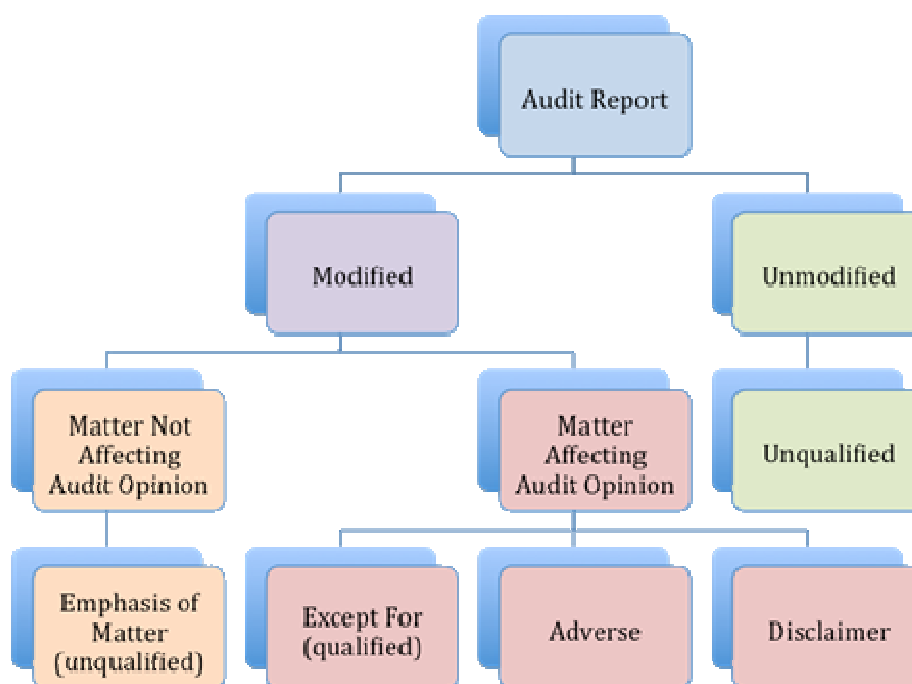 Audit Report
Modified
Unmodified
Matter Not
Affecting
Audit Opinion
Matter
Affecting
Audit Opinion
Unqualified
Emphasis of
Matter
(unqualified)
Except For
(qualified)
Adverse
Disclaimer